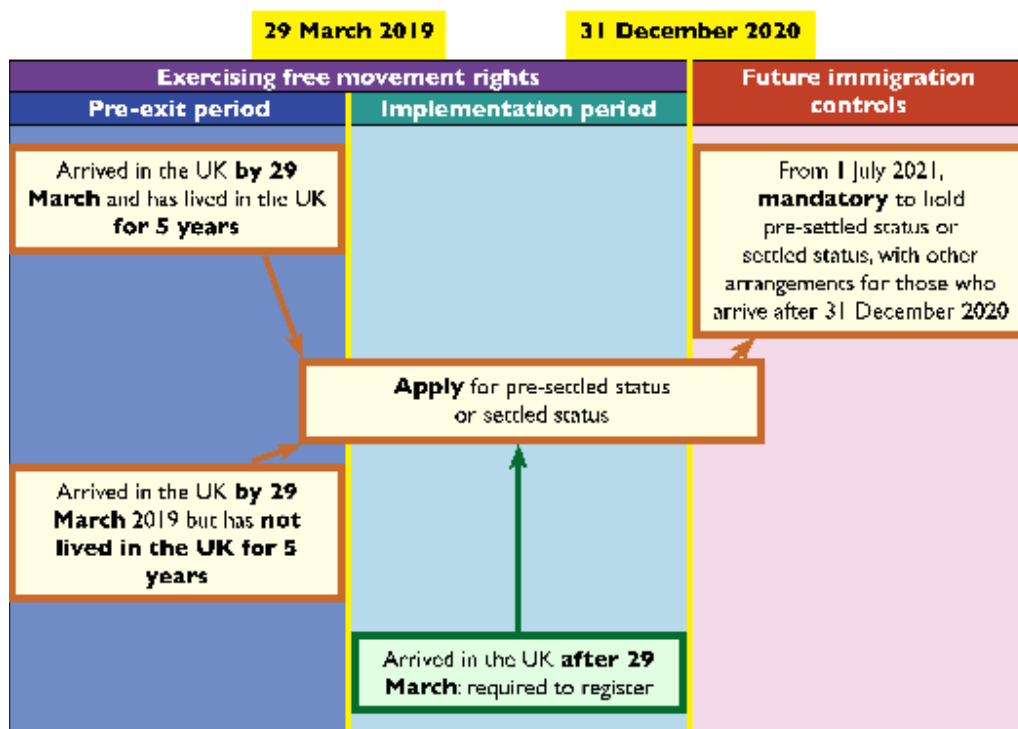 29 March 2019
31 December 2020
Exercising free movement rights
Future immigration
controls
Pre-exit period
Implementation period
Arrived in the UK by 29
March and has lived in the UK
for 5 years
From 1 July 2021,
mandatory to hold
pre-settled status or
settled status, with other
arrangements for those who
arrive after 31 December 2020
Apply for pre-settled status
or settled status
Arrived in the UK by 29
March 2019 but has not
lived in the UK for 5
years
Arrived in the UK after 29
March: required to register